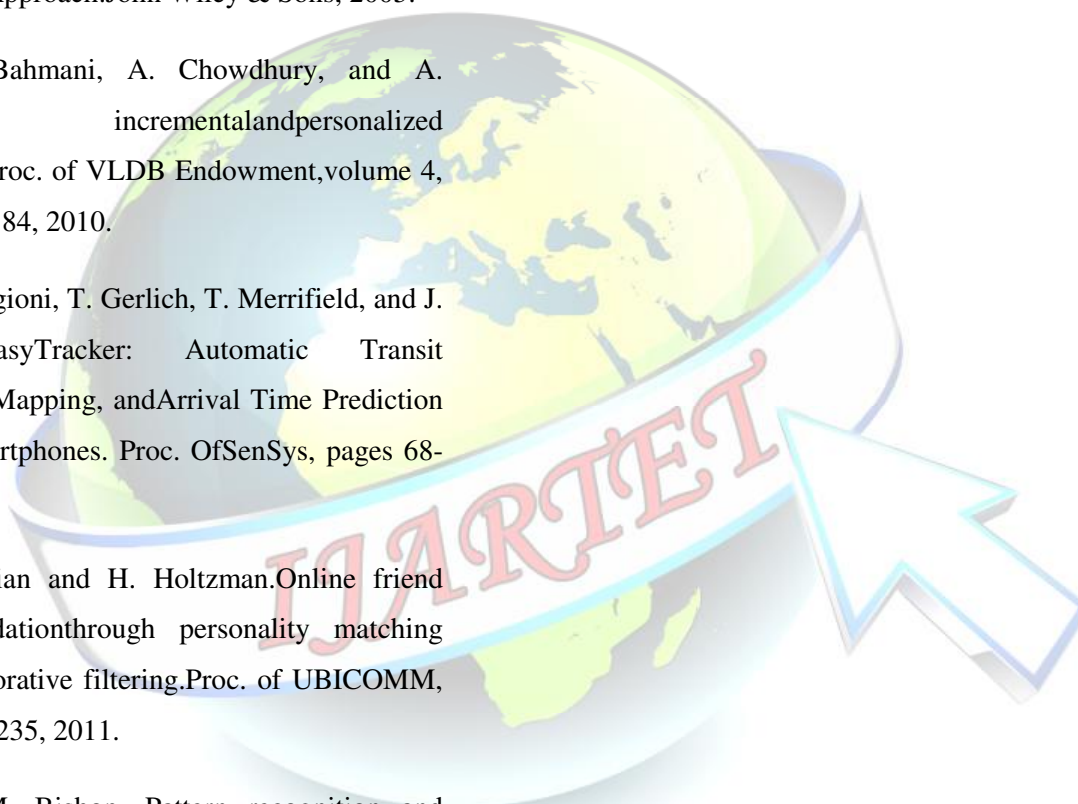 approach.John Wiley & Sons,
Bahmani, A. Chowdhury, and A.
incrementalandpersonalized
roc. of VLDB Endowment,volume 4,
84, 2010.
gioni, T. Gerlich, T. Merrifield, and J.
asyTracker: Automatic Transit
Mapping, andArrival Time Prediction
rtphones. Proc. OfSenSys, pages 68-
ian and H. Holtzman.Online friend
dationthrough personality matching
orative filtering.Proc. of UBICOMM,
235, 2011.
IJARTET